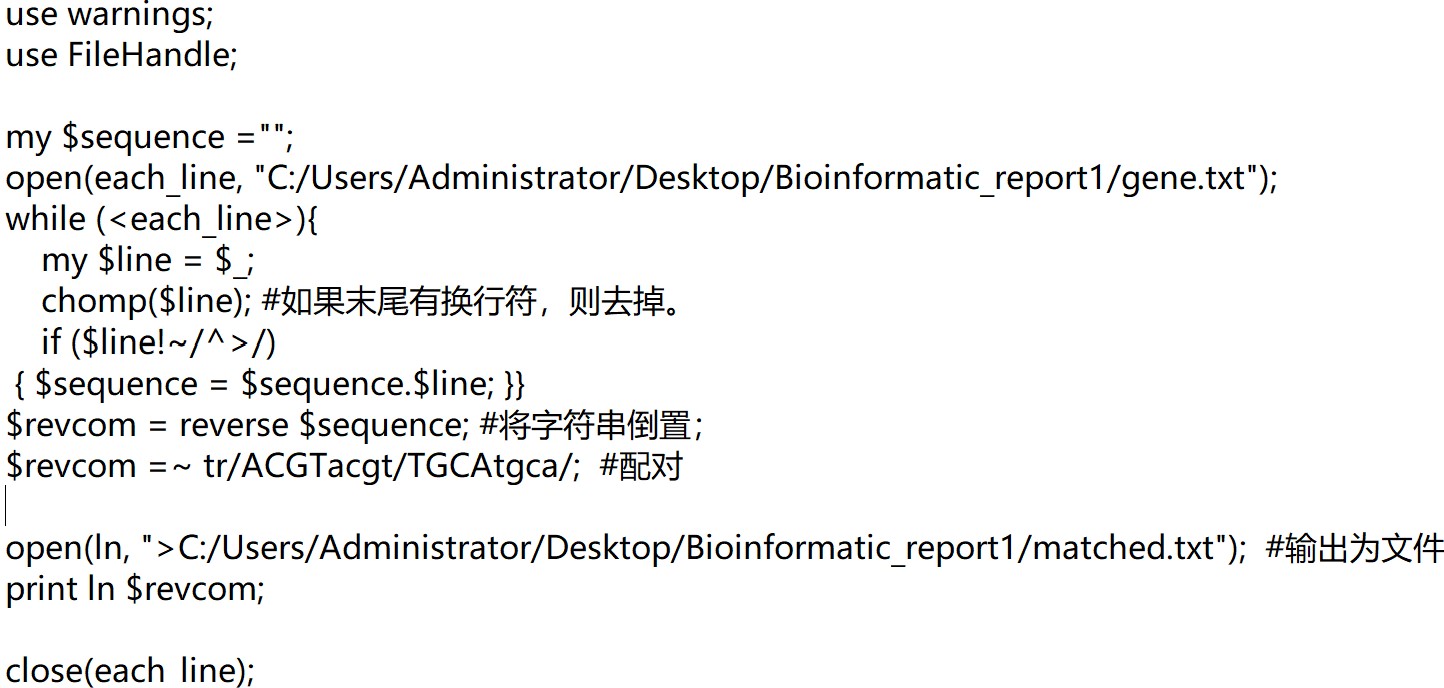 use warnings;
use FileHandle;
my $sequence ="";
open(each_line, "C:/Users/Administrator/Desktop/Bioinformatic_report1/gene.txt");
while (<each_line>){
my $line = $_;
chomp($line); #如果末尾有换行符，则去掉。
if ($line!~/^>/)
{ $sequence = $sequence.$line; }}
$revcom = reverse $sequence; #将字符串倒置；
$revcom =~ tr/ACGTacgt/TGCAtgca/; #配对
open(ln, ">C:/Users/Administrator/Desktop/Bioinformatic_report1/matched.txt"); #输出为文件
print ln $revcom;
close(each_line);